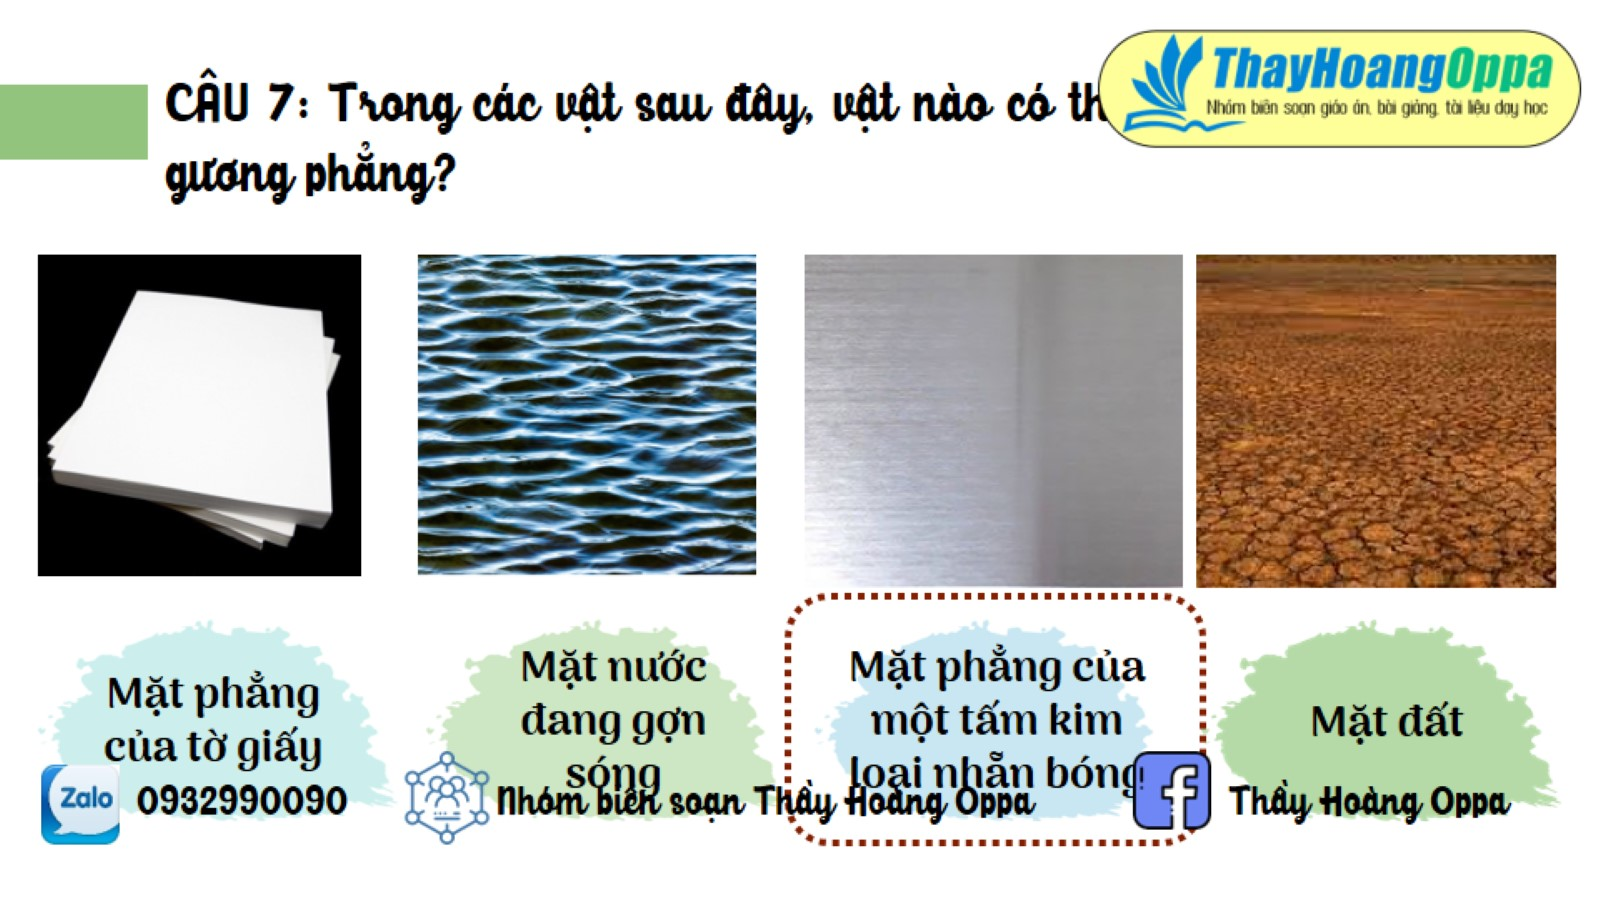 CÂU 7: Trong các vật sau đây, vật nào có
gương phẳng?
ThayHoangOppa
Nhóm biên soạn giáo án, bài giảng, tài liệu dạy học
Mặt phẳng
của tờ giấy
Mặt nước
đang gợn
sóng
Mặt phẳng của
một tấm kim
loại nhẵn bóng
Mặt đất
Zalo
0932990090
Nhóm biên soạn Thầy Hoàng Oppa
Thầy Hoàng Oppa